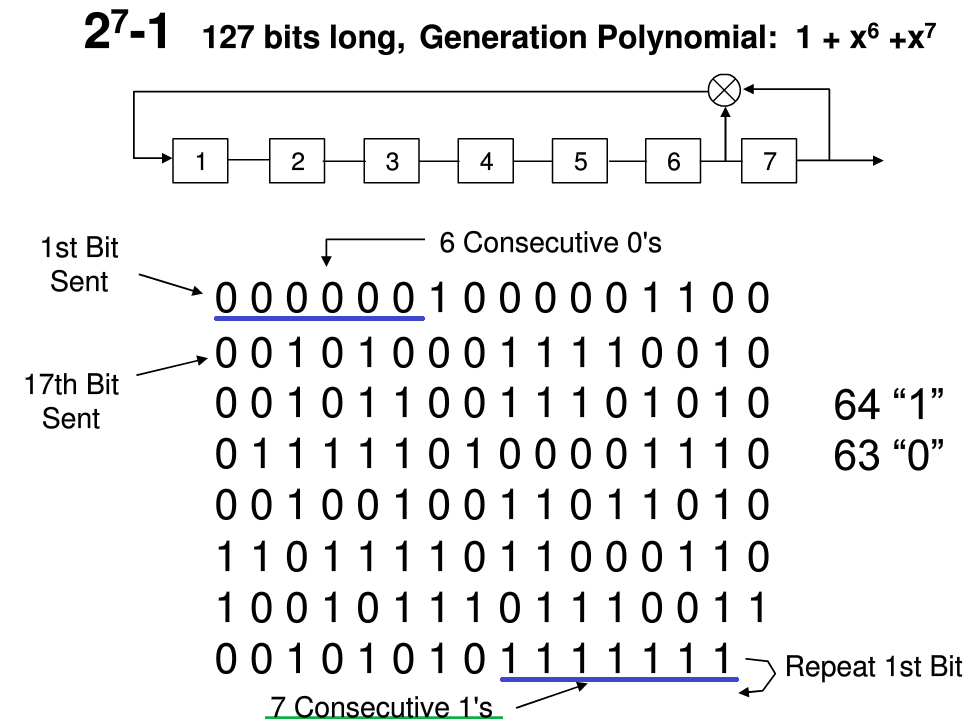 2⁷-1 127 bits long, Generation Polynomial: 1 + x⁶ +x⁷
1 2 3 4 5 6 7
6 Consecutive 0's
1st Bit
Sent
0 0 0 0 0 0 1 0 0 0 0 0 1 1 0 0
0 0 1 0 1 0 0 0 1 1 1 1 0 0 1 0
17th Bit
Sent
0 0 1 0 1 1 0 0 1 1 1 0 1 0 1 0
64 “1”
0 1 1 1 1 1 0 1 0 0 0 0 1 1 1 0
63 “0”
0 0 1 0 0 1 0 0 1 1 0 1 1 0 1 0
1 1 0 1 1 1 1 0 1 1 0 0 0 1 1 0
1 0 0 1 0 1 1 1 0 1 1 1 0 0 1 1
0 0 1 0 1 0 1 0 1 1 1 1 1 1 1
Repeat 1st Bit
7 Consecutive 1's